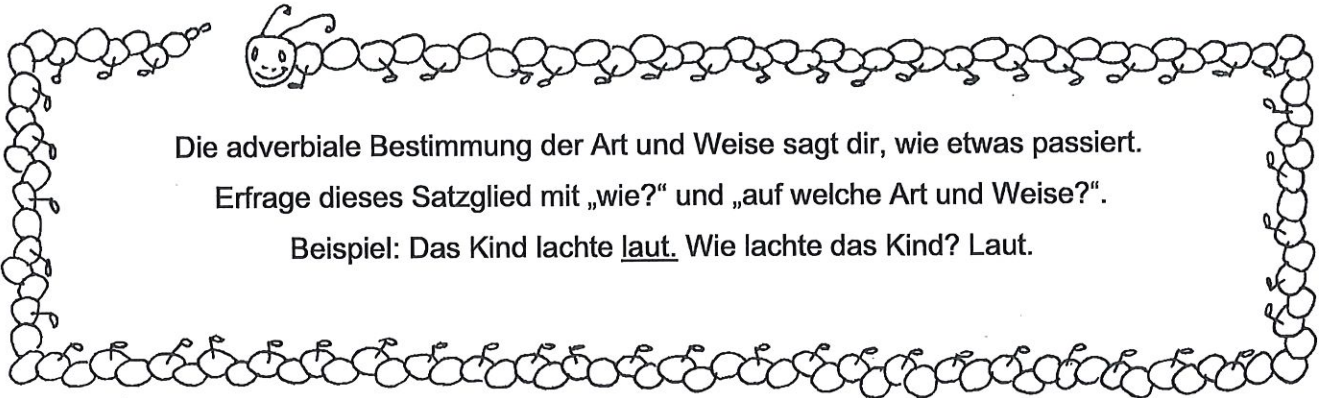 Die adverbiale Bestimmung der Art und Weise sagt dir, wie etwas passiert.
Erfrage dieses Satzglied mit „wie?“ und „auf welche Art und Weise?“.
Beispiel: Das Kind lachte laut. Wie lachte das Kind? Laut.